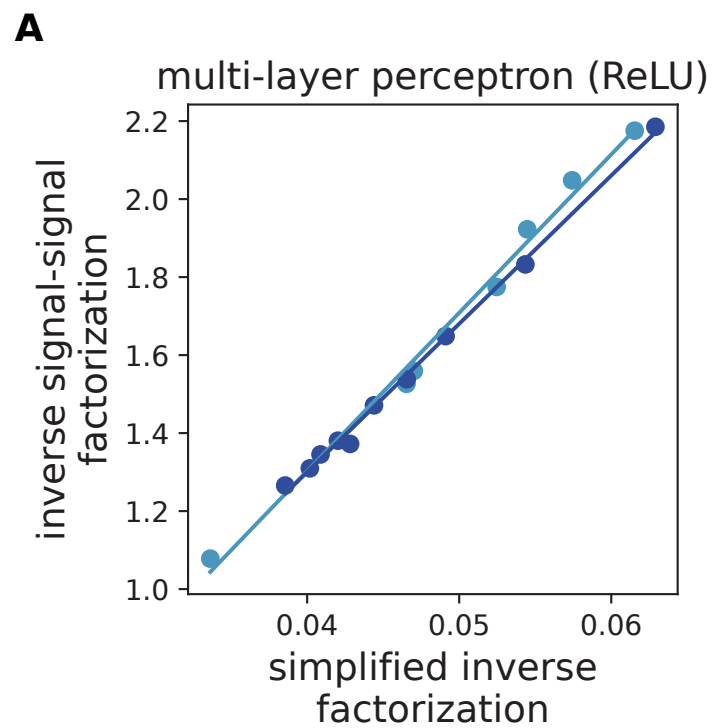 A
multi-layer perceptron (ReLU)
inverse signal-signal
factorization
2.2
2.0
1.8
1.6
1.4
1.2
1.0
0.04 0.05 0.06
simplified inverse
factorization